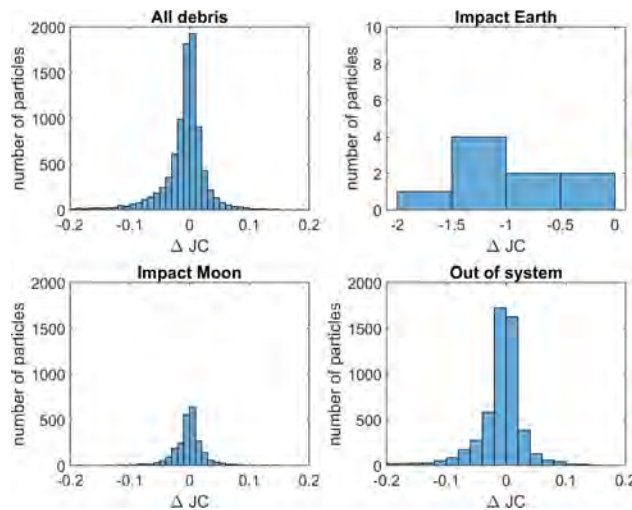 All debris
2000
1500
1000
500
0
number of particles
-0.2 -0.1 0 0.1 0.2
Δ JC
Impact Earth
10
8
6
4
2
0
number of particles
-2 -1.5 -1 -0.5 0
Δ JC
Impact Moon
2000
1500
1000
500
0
number of particles
-0.2 -0.1 0 0.1 0.2
Δ JC
Out of system
2000
1500
1000
500
0
number of particles
-0.2 -0.1 0 0.1 0.2
Δ JC